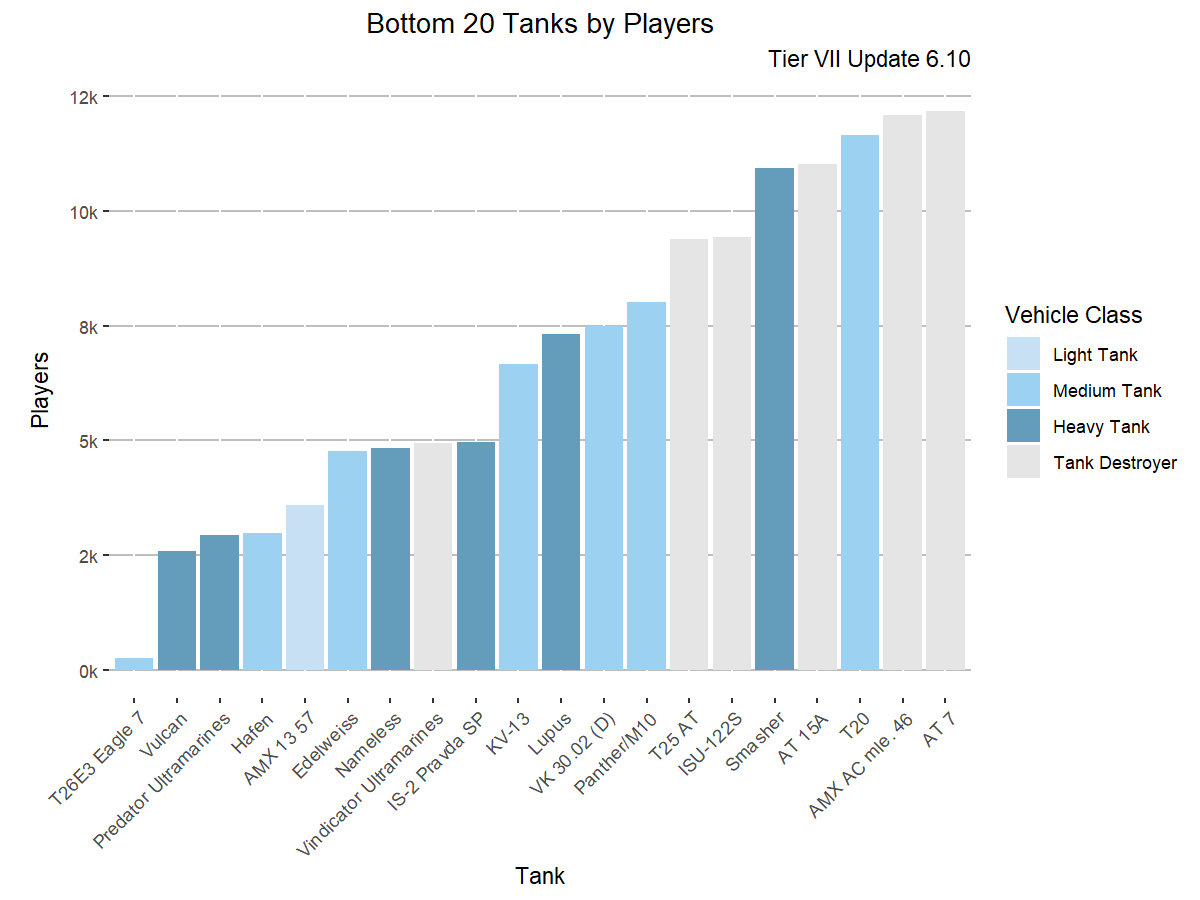 Bottom 20 Tanks by Players
Tier VII Update 6.10
12k
10k
8k
5k
2k
0k
Players
T26E3 Eagle 7
Vulcan
Predator Ultramarines
Hafen
AMX 13 57
Edelweiss
Nameless
Vindicator Ultramarines
IS-2 Pravda SP
KV-13
Lupus
VK 30.02 (D)
Panther/M10
T25 AT
ISU-122S
Smasher
AT 15A
T20
AMX AC mle. 46
AT 7
Tank
Vehicle Class
Light Tank
Medium Tank
Heavy Tank
Tank Destroyer